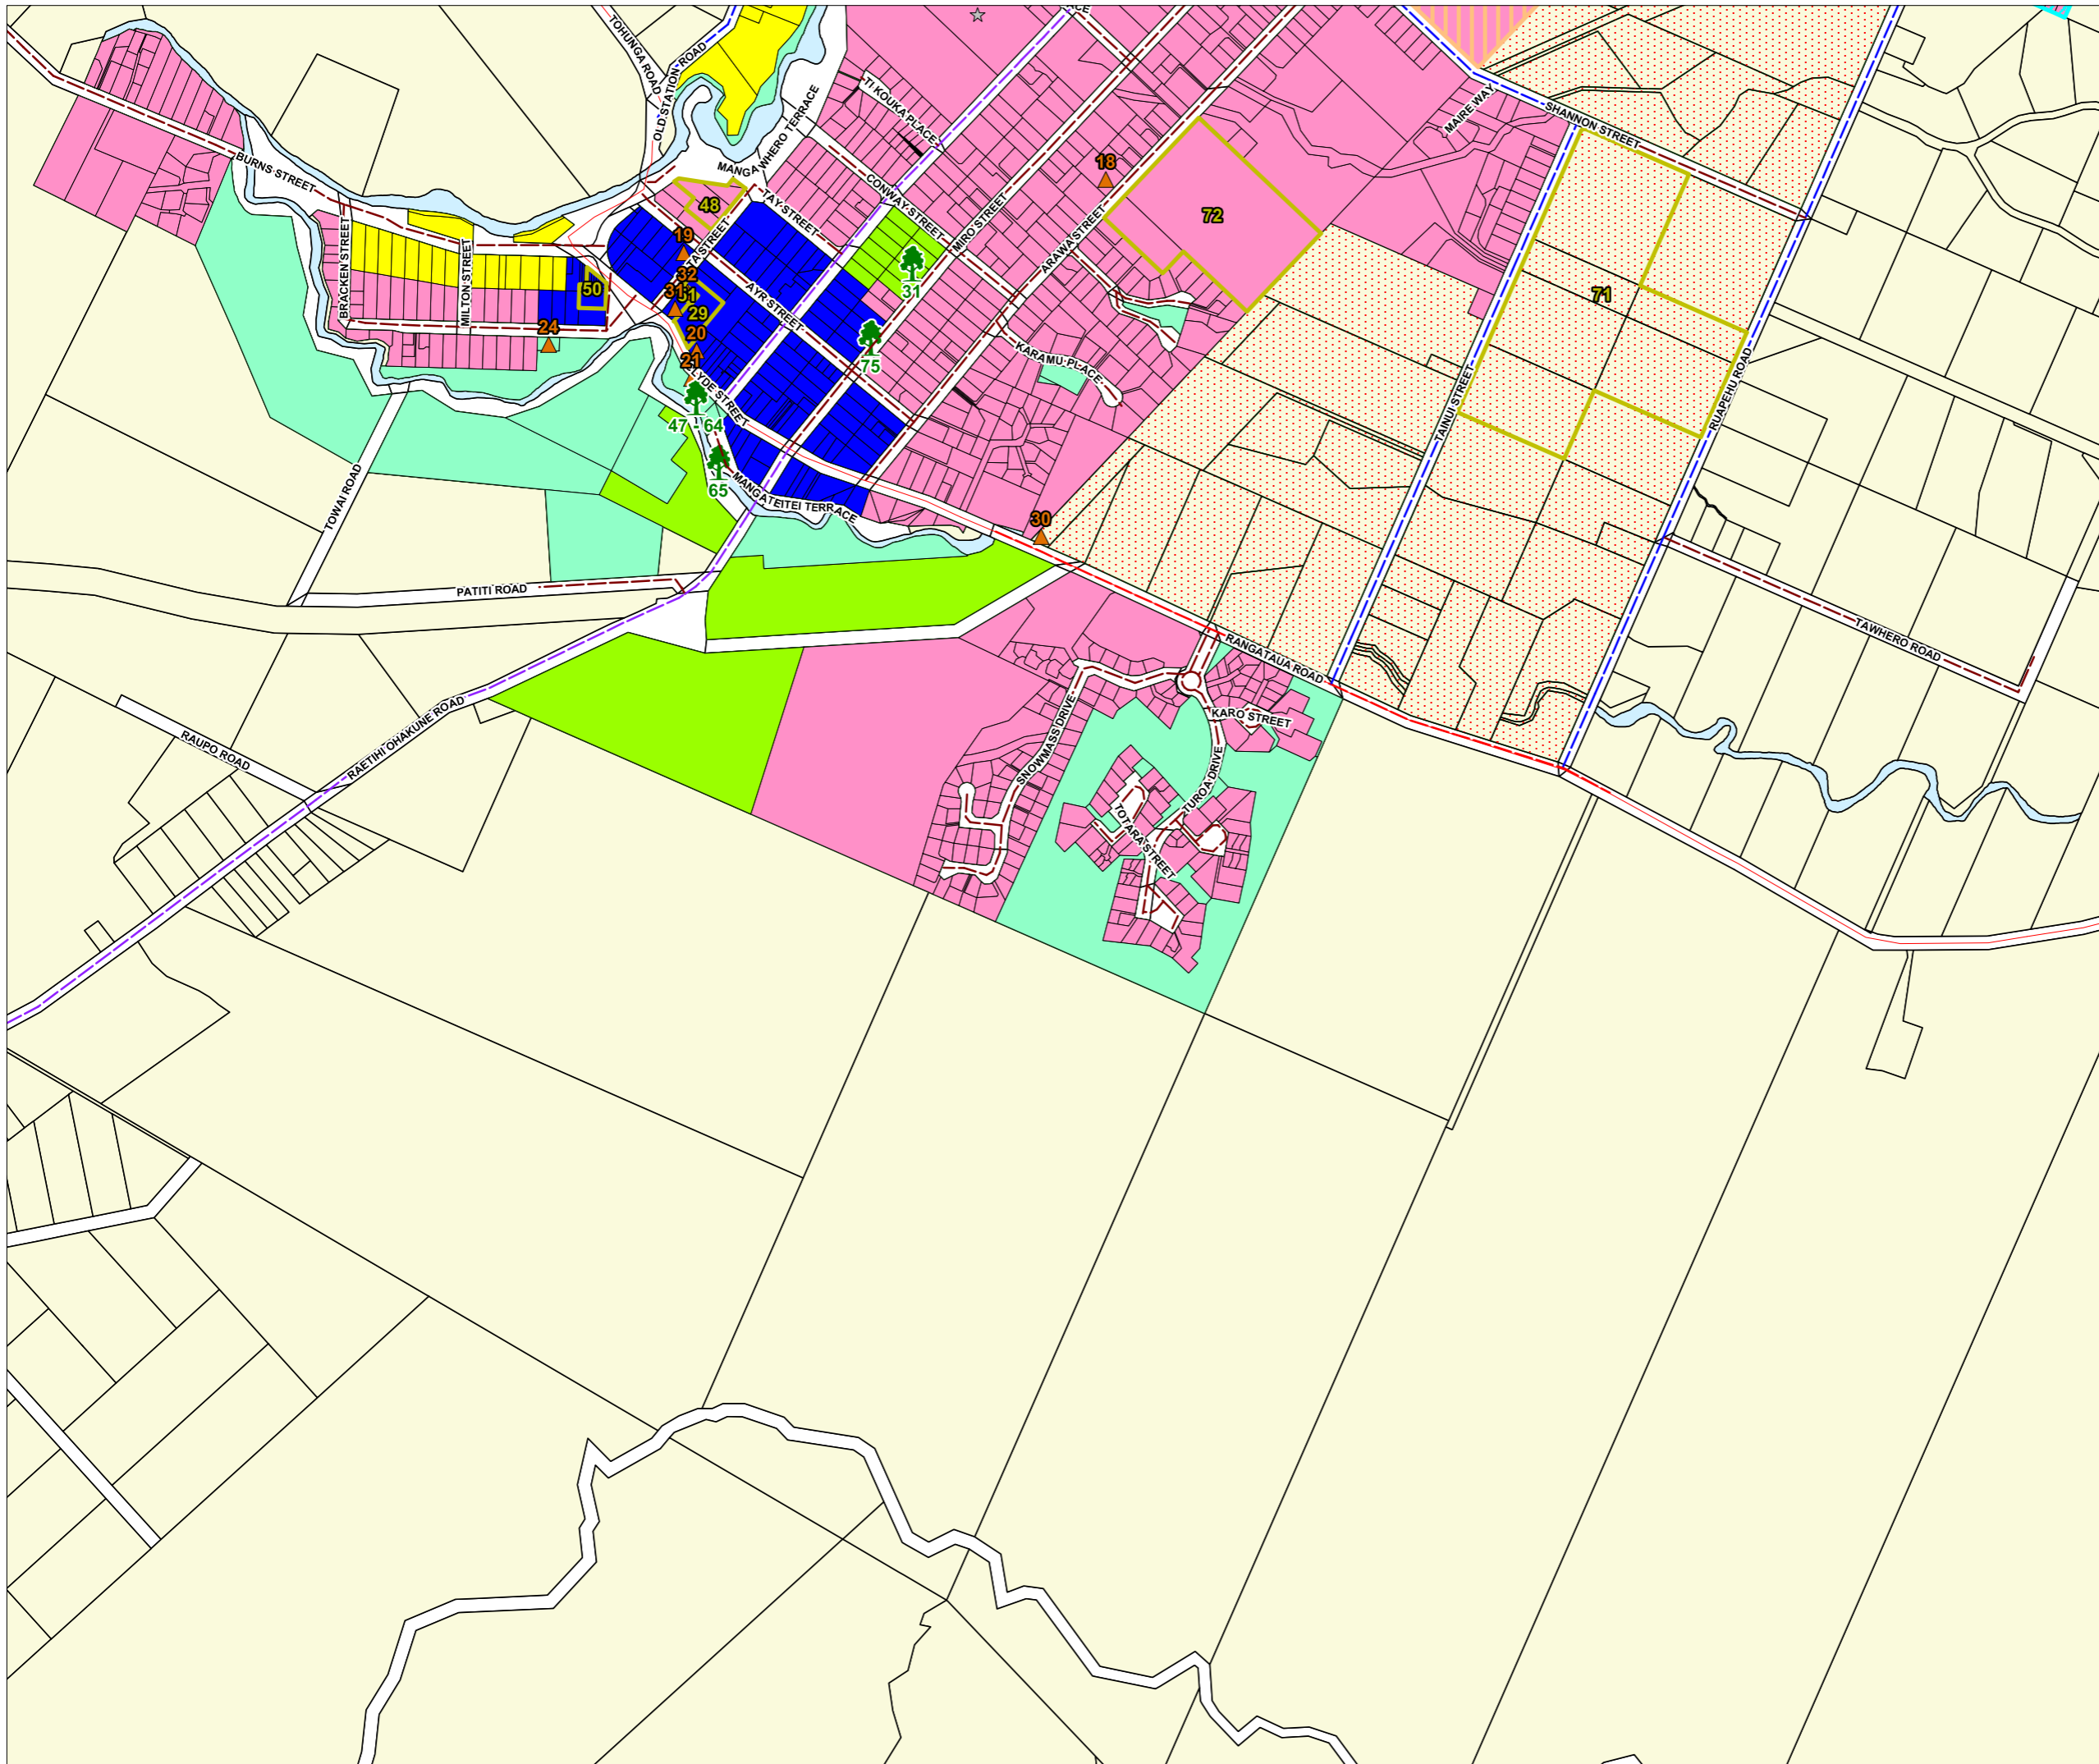 TOHUNGA ROAD
OLD STATION ROAD
ACE
TI KOUKA PLACE
MANGAWHERO TERRACE
MAIRE WAY
SHANNON STREET
BURNS STREET
18
CONWAY STREET
TAY STREET
48
72
MIRO STREET
ARAWA STREET
BRACKEN STREET
MILTON STREET
19
31
32
50
31
29
71
24
20
AYR STREET
75
21
KARAMU PLACE
CLYDE STREET
TAINUI STREET
RUAPEHU ROAD
47 - 64
65
MANGATEITEI TERRACE
TOWAI ROAD
30
PATITI ROAD
RANGATAUA ROAD
TAWHERO ROAD
RAETIHI OHAKUNE ROAD
RAUPO ROAD
SNOWMASS DRIVE
KARO STREET
TUROA DRIVE
TOTARA STREET